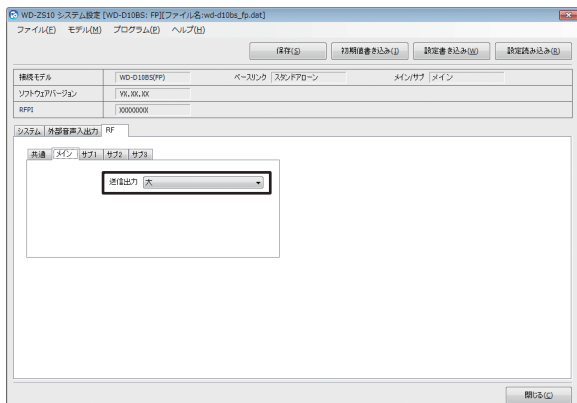 WD-ZS10 システム設定 [WD-D10BS: FP][ファイル名:wd-d10bs_fp.dat]
ファイル(F) モデル(M) プログラム(P) ヘルプ(H)
保存(S) 初期値書き込み(I) 設定書き込み(W) 設定読み込み(R)
接続モデル WD-D10BS(FP) ベースリンク スタンドアローン メイン/サブ メイン
ソフトウェアバージョン VX.XX.XX
RFPI XXXXXXXXX
システム 外部音声入出力 RF
共通 メイン サブ1 サブ2 サブ3
送信出力 大
閉じる(C)